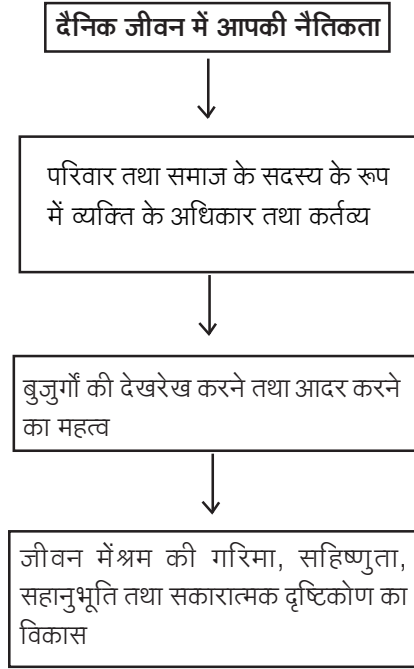 दैनिक जीवन में आपकी नैतिकता
परिवार तथा समाज के सदस्य के रूप
में व्यक्ति के अधिकार तथा कर्तव्य
बुजुर्गों की देखरेख करने तथा आदर करने
का महत्व
जीवन मेंश्रम की गरिमा, सहिष्णुता,
सहानुभूति तथा सकारात्मक दृष्टिकोण का
विकास